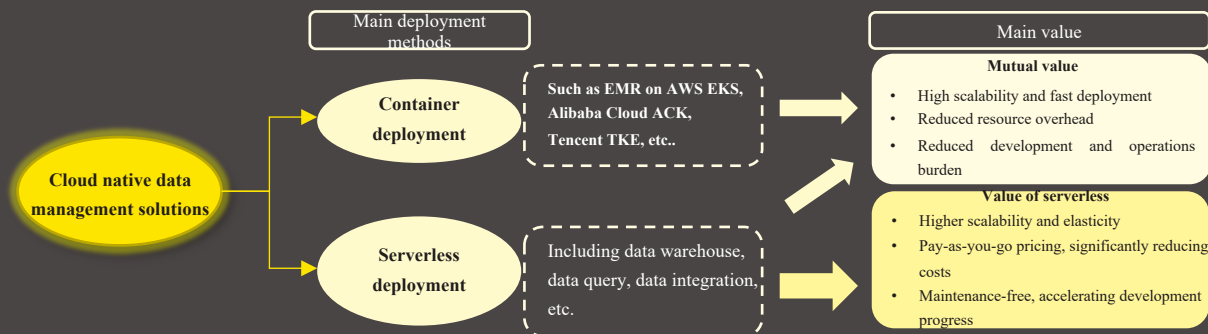 Main deployment
methods
Main value
Cloud native data
management solutions
Container
deployment
Such as EMR on AWS EKS,
Alibaba Cloud ACK,
Tencent TKE, etc..
Mutual value
• High scalability and fast deployment
• Reduced resource overhead
• Reduced development and operations
burden
Serverless
deployment
Including data warehouse,
data query, data integration,
etc.
Value of serverless
• Higher scalability and elasticity
• Pay-as-you-go pricing, significantly reducing
costs
• Maintenance-free, accelerating development
progress